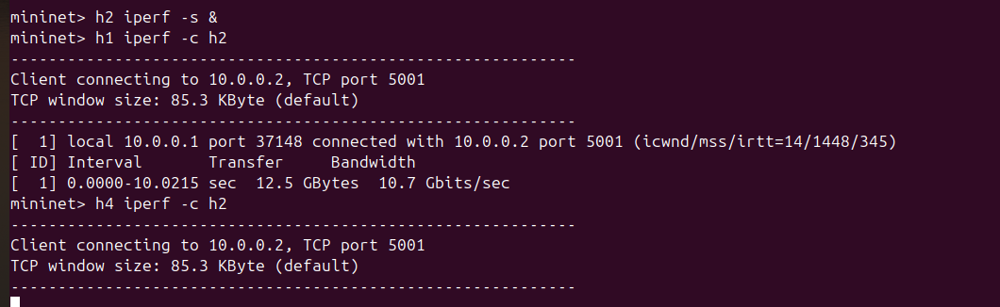 mininet> h2 iperf -s &
mininet> h1 iperf -c h2
------------------------------------------------------------
Client connecting to 10.0.0.2, TCP port 5001
TCP window size: 85.3 KByte (default)
------------------------------------------------------------
[  1] local 10.0.0.1 port 37148 connected with 10.0.0.2 port 5001 (icwnd/mss/irtt=14/1448/345)
[ ID] Interval       Transfer     Bandwidth
[  1] 0.0000-10.0215 sec  12.5 GBytes  10.7 Gbits/sec
mininet> h4 iperf -c h2
------------------------------------------------------------
Client connecting to 10.0.0.2, TCP port 5001
TCP window size: 85.3 KByte (default)
------------------------------------------------------------